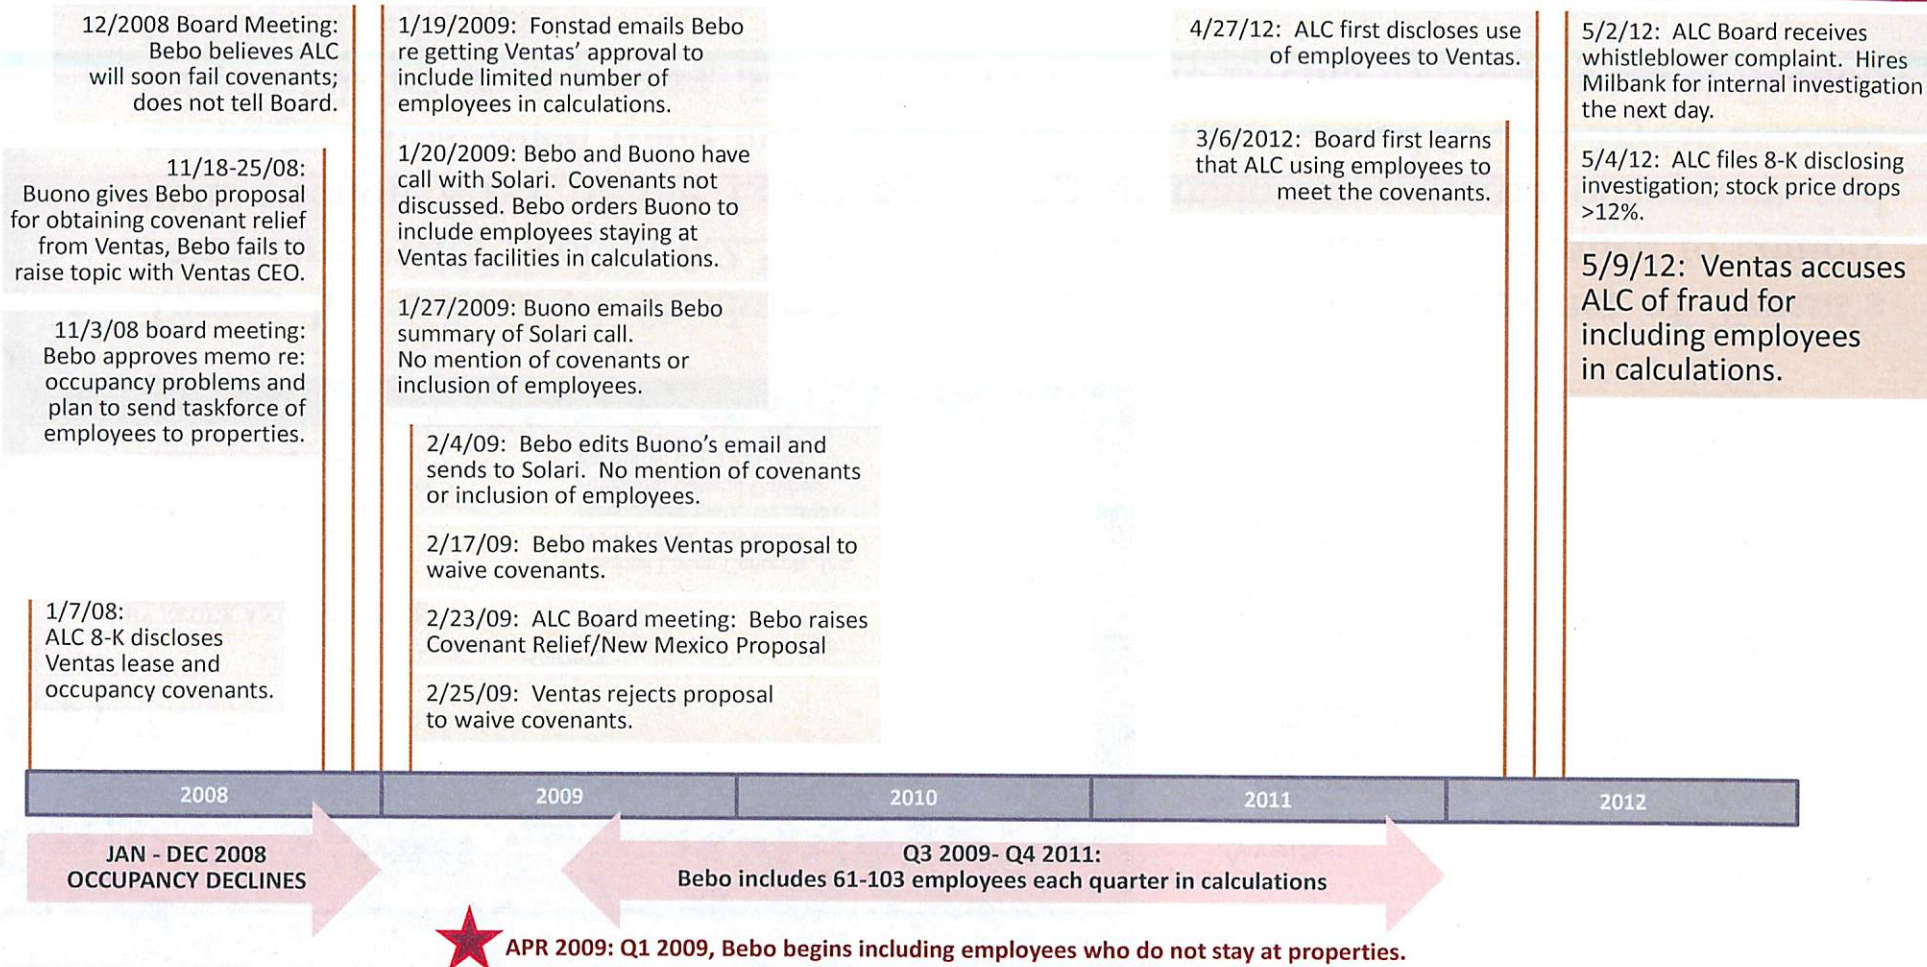 12/2008 Board Meeting:
Bebo believes ALC
will soon fail covenants;
does not tell Board.
11/18-25/08:
Buono gives Bebo proposal
for obtaining covenant relief
from Ventas, Bebo fails to
raise topic with Ventas CEO.
11/3/08 board meeting:
Bebo approves memo re:
occupancy problems and
plan to send taskforce of
employees to properties.
1/7/08:
ALC 8-K discloses
Ventas lease and
occupancy covenants.
1/19/2009: Fonstad emails Bebo
re getting Ventas’ approval to
include limited number of
employees in calculations.
1/20/2009: Bebo and Buono have
call with Solari. Covenants not
discussed. Bebo orders Buono to
include employees staying at
Ventas facilities in calculations.
1/27/2009: Buono emails Bebo
summary of Solari call.
No mention of covenants or
inclusion of employees.
2/4/09: Bebo edits Buono’s email and
sends to Solari. No mention of covenants
or inclusion of employees.
2/17/09: Bebo makes Ventas proposal to
waive covenants.
2/23/09: ALC Board meeting: Bebo raises
Covenant Relief/New Mexico Proposal
2/25/09: Ventas rejects proposal
to waive covenants.
4/27/12: ALC first discloses use
of employees to Ventas.
3/6/2012: Board first learns
that ALC using employees to
meet the covenants.
5/2/12: ALC Board receives
whistleblower complaint. Hires
Milbank for internal investigation
the next day.
5/4/12: ALC files 8-K disclosing
investigation; stock price drops
>12%.
5/9/12: Ventas accuses
ALC of fraud for
including employees
in calculations.
2008 2009 2010 2011 2012
JAN - DEC 2008
OCCUPANCY DECLINES
Q3 2009- Q4 2011:
Bebo includes 61-103 employees each quarter in calculations
APR 2009: Q1 2009, Bebo begins including employees who do not stay at properties.